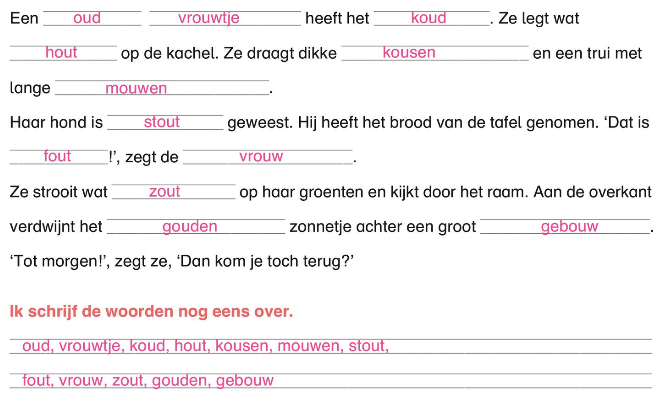 Een oud vrouwtje heeft het koud. Ze legt wat
hout op de kachel. Ze draagt dikke kousen en een trui met
lange mouwen.
Haar hond is stout geweest. Hij heeft het brood van de tafel genomen. ‘Dat is
fout!’, zegt de vrouw.
Ze strooit wat zout op haar groenten en kijkt door het raam. Aan de overkant
verdwijnt het gouden zonnetje achter een groot gebouw.
‘Tot morgen!’, zegt ze, ‘Dan kom je toch terug?’
Ik schrijf de woorden nog eens over.
oud, vrouwtje, koud, hout, kousen, mouwen, stout,
fout, vrouw, zout, gouden, gebouw